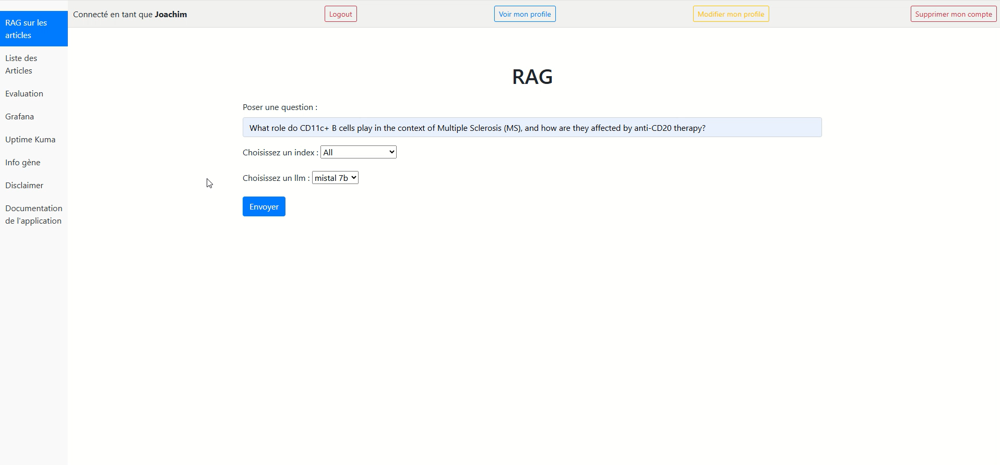 Connecté en tant que Joachim
Logout
Voir mon profile
Modifier mon profile
Supprimer mon compte
RAG sur les
articles
Liste des
Articles
Evaluation
Grafana
Uptime Kuma
Info gène
Disclaimer
Documentation
de l'application
RAG
Poser une question :
What role do CD11c+ B cells play in the context of Multiple Sclerosis (MS), and how are they affected by anti-CD20 therapy?
Choisissez un index : All
Choisissez un llm : mistal 7b
Envoyer